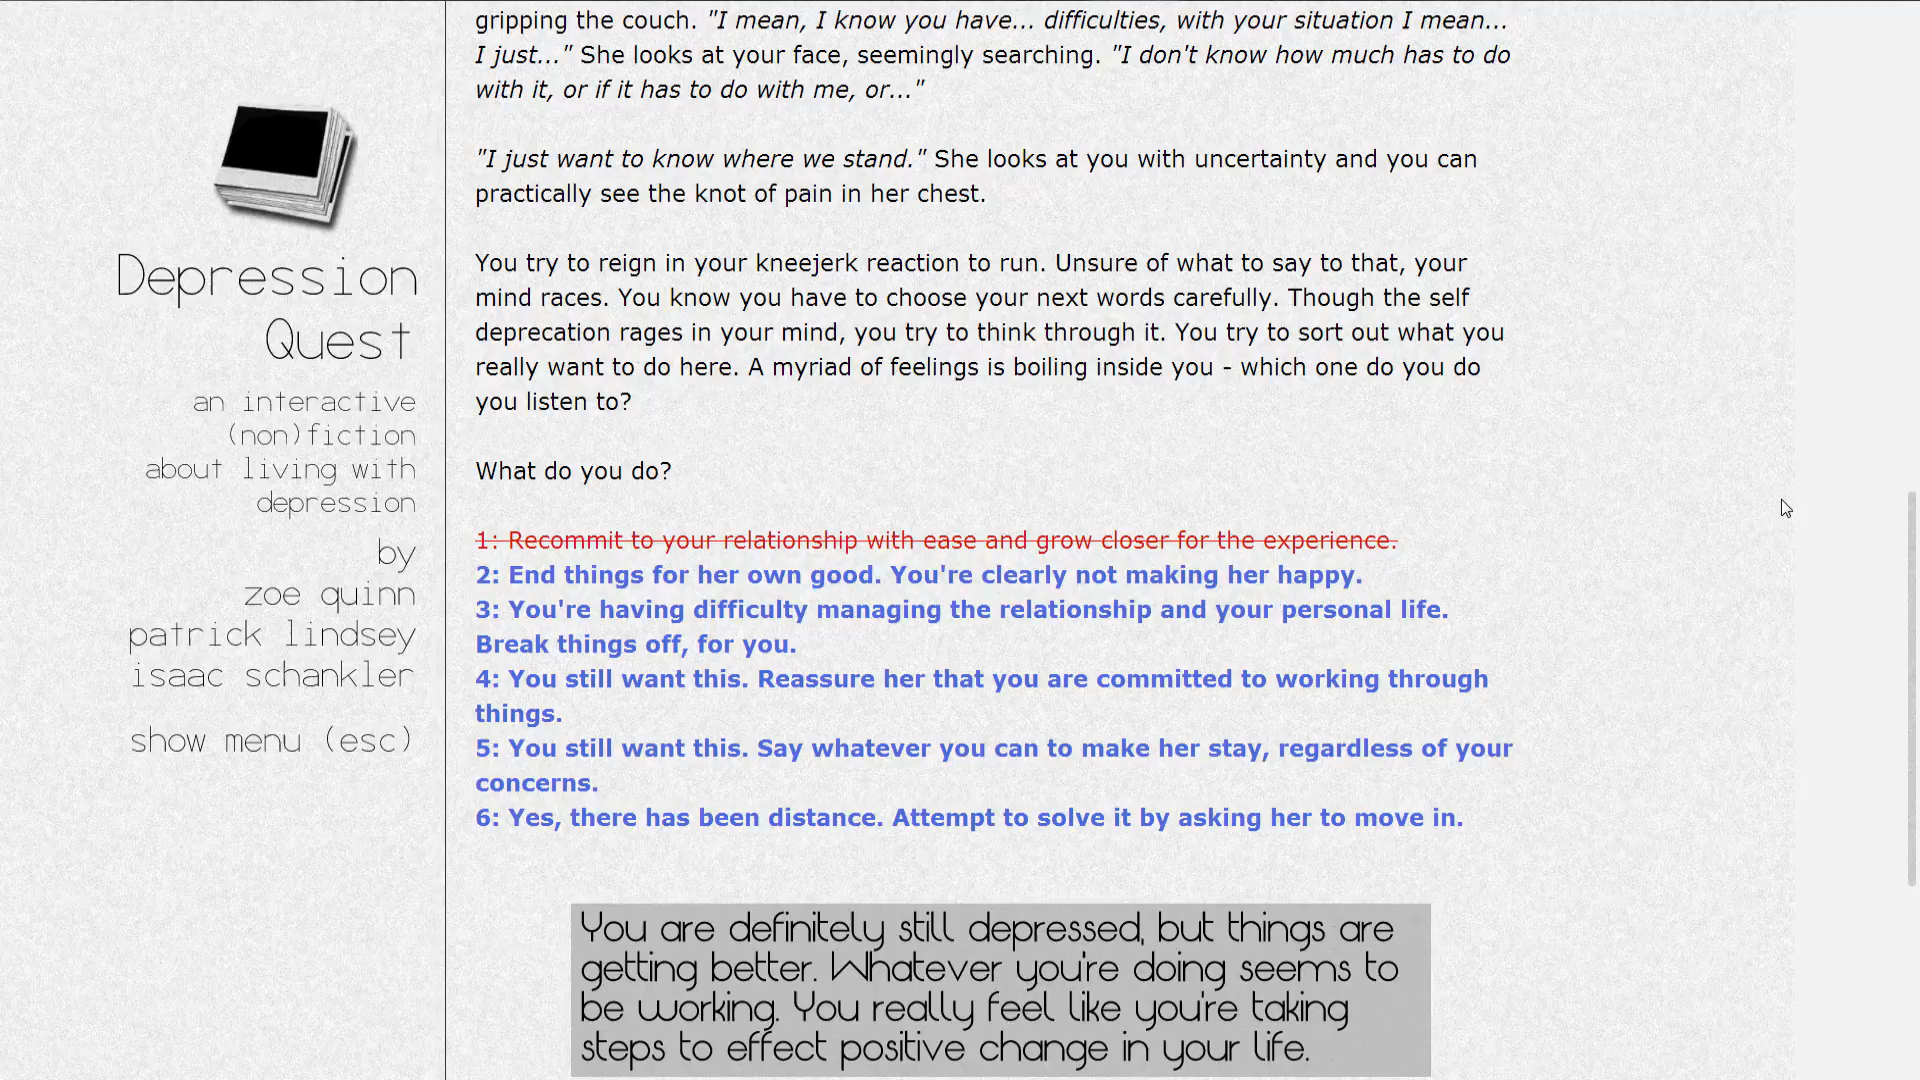 Depression
Quest
an interactive
(non)fiction
about living with
depression
by
zoe quinn
patrick lindsey
isaac schankler
show menu (esc)
gripping the couch. "I mean, I know you have... difficulties, with your situation I mean...
I just..." She looks at your face, seemingly searching. "I don't know how much has to do
with it, or if it has to do with me, or..."
"I just want to know where we stand." She looks at you with uncertainty and you can
practically see the knot of pain in her chest.
You try to reign in your kneejerk reaction to run. Unsure of what to say to that, your
mind races. You know you have to choose your next words carefully. Though the self
deprecation rages in your mind, you try to think through it. You try to sort out what you
really want to do here. A myriad of feelings is boiling inside you - which one do you do
you listen to?
What do you do?
1: Recommit to your relationship with ease and grow closer for the experience.
2: End things for her own good. You're clearly not making her happy.
3: You're having difficulty managing the relationship and your personal life.
Break things off, for you.
4: You still want this. Reassure her that you are committed to working through
things.
5: You still want this. Say whatever you can to make her stay, regardless of your
concerns.
6: Yes, there has been distance. Attempt to solve it by asking her to move in.
You are definitely still depressed, but things are
getting better. Whatever you're doing seems to
be working. You really feel like you're taking
steps to effect positive change in your life.